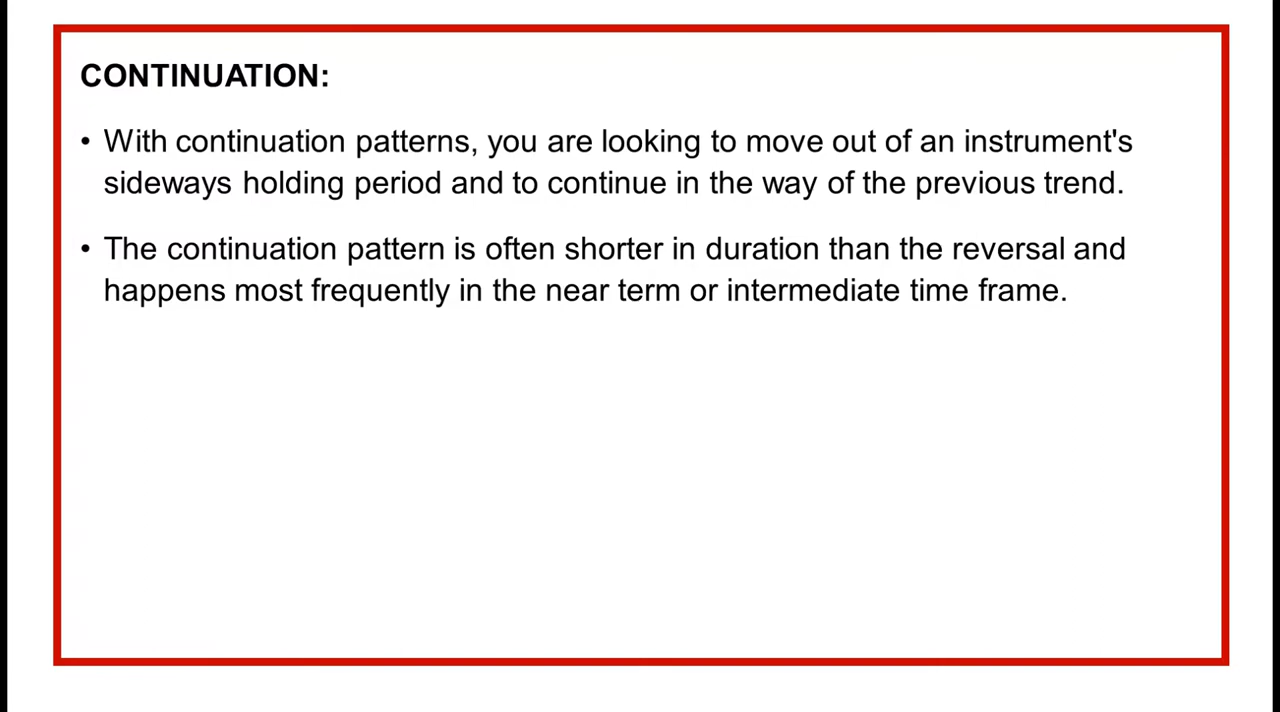 CONTINUATION:
• With continuation patterns, you are looking to move out of an instrument's
sideways holding period and to continue in the way of the previous trend.
• The continuation pattern is often shorter in duration than the reversal and
happens most frequently in the near term or intermediate time frame.